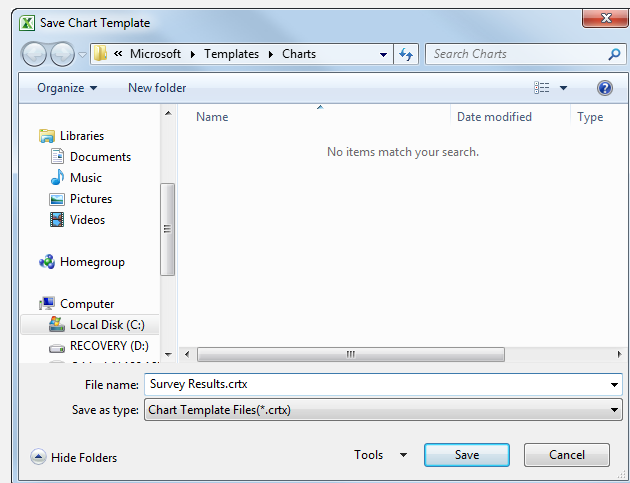 Save Chart Template
« Microsoft Templates Charts Search Charts
Organize New folder
Name Date modified Type
No items match your search.
Libraries
Documents
Music
Pictures
Videos
Homegroup
Computer
Local Disk (C:)
RECOVERY (D:)
File name: Survey Results.crtx
Save as type: Chart Template Files(*.crtx)
Hide Folders Tools Save Cancel